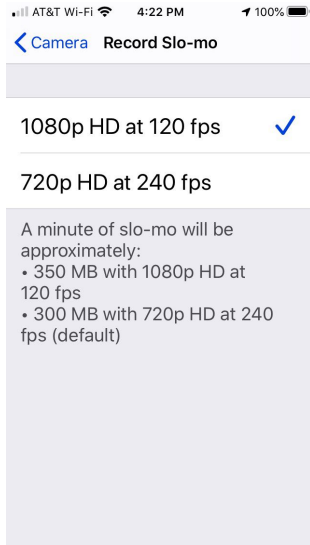 AT&T Wi-Fi 4:22 PM 100%
Camera Record Slo-mo
1080p HD at 120 fps
720p HD at 240 fps
A minute of slo-mo will be
approximately:
• 350 MB with 1080p HD at
120 fps
• 300 MB with 720p HD at 240
fps (default)